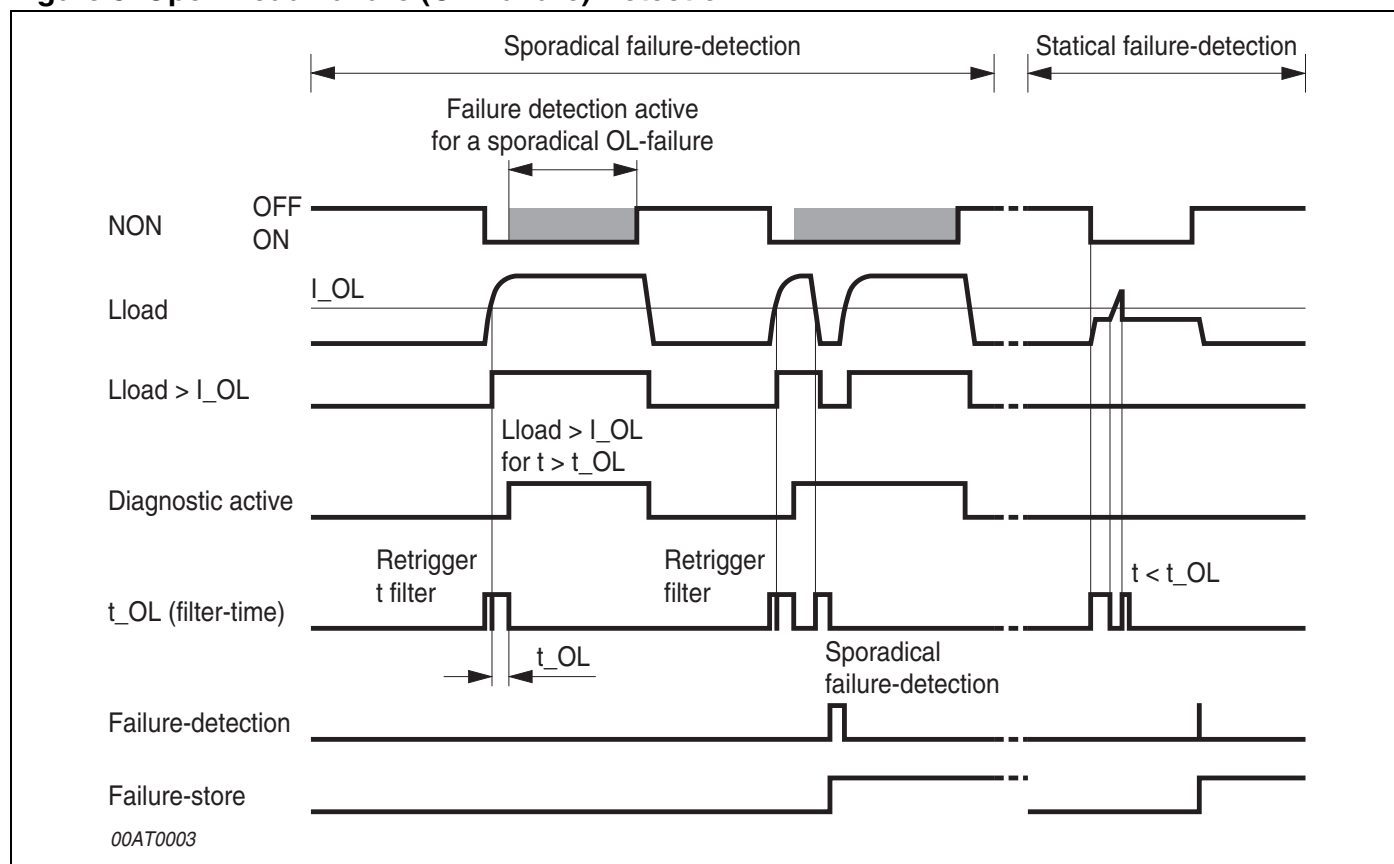 Sporadical failure-detection
Statical failure-detection
Failure detection active
for a sporadical OL-failure
OFF
NON
ON
I_OL
Lload
Lload > I_OL
Lload > I_OL
for t > t_OL
Diagnostic active
Retrigger
t filter
Retrigger
filter
t < t_OL
t_OL (filter-time)
t_OL
Sporadical
failure-detection
Failure-detection
Failure-store
00AT0003